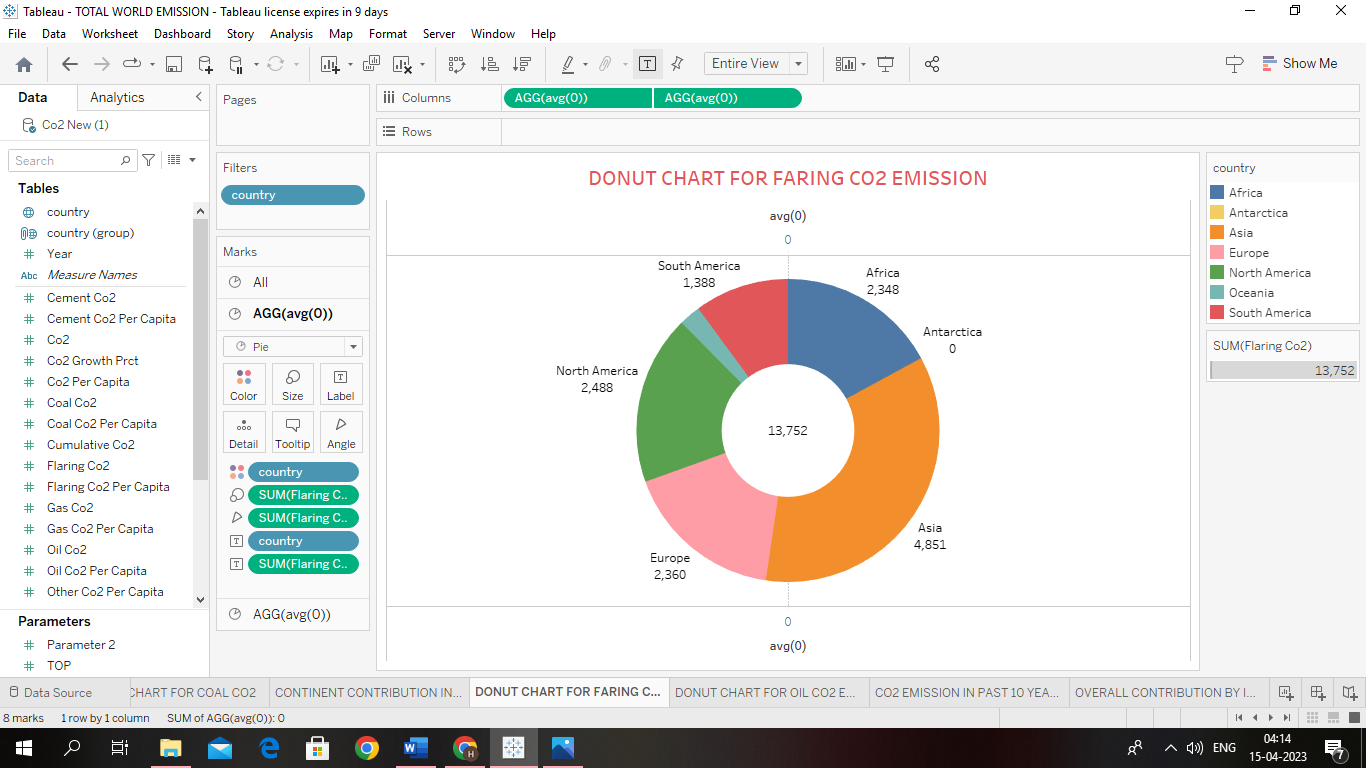 Tableau - TOTAL WORLD EMISSION - Tableau license expires in 9 days
File Data Worksheet Dashboard Story Analysis Map Format Server Window Help
Entire View
Show Me
Data Analytics
Co2 New (1)
Search
Tables
country
country (group)
Year
Abc Measure Names
Cement Co2
Cement Co2 Per Capita
Co2
Co2 Growth Prct
Co2 Per Capita
Coal Co2
Coal Co2 Per Capita
Cumulative Co2
Flaring Co2
Flaring Co2 Per Capita
Gas Co2
Gas Co2 Per Capita
Oil Co2
Oil Co2 Per Capita
Other Co2 Per Capita
Parameters
Parameter 2
TOP
Pages
Filters
country
Marks
All
AGG(avg(0))
Pie
Color Size Label
Detail Tooltip Angle
country
SUM(Flaring C..
SUM(Flaring C..
country
SUM(Flaring C..
AGG(avg(0))
Columns AGG(avg(0)) AGG(avg(0))
Rows
DONUT CHART FOR FARING CO2 EMISSION
avg(0)
0
South America
1,388
Africa
2,348
Antarctica
0
North America
2,488
13,752
Asia
4,851
Europe
2,360
0
avg(0)
country
Africa
Antarctica
Asia
Europe
North America
Oceania
South America
SUM(Flaring Co2)
13,752
Data Source CHART FOR COAL CO2 CONTINENT CONTRIBUTION IN... DONUT CHART FOR FARING C... DONUT CHART FOR OIL CO2 E... CO2 EMISSION IN PAST 10 YEA... OVERALL CONTRIBUTION BY I...
8 marks 1 row by 1 column SUM of AGG(avg(0)): 0
ENG
04:14
15-04-2023
7